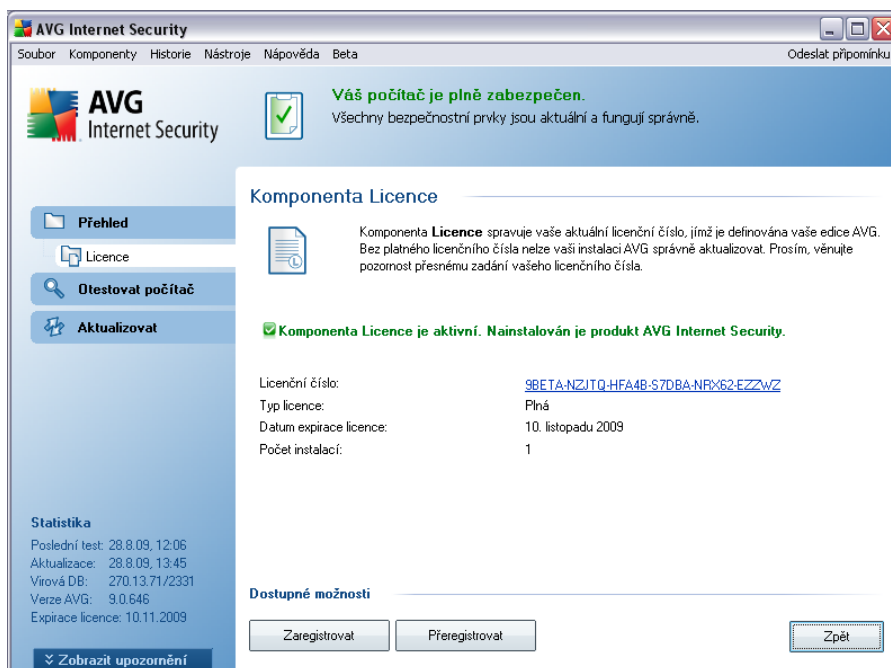 AVG Internet Security
Soubor Komponenty Historie Nástroje Nápověda Beta Odeslat připomínku
AVG
Internet Security
Váš počítač je plně zabezpečen.
Všechny bezpečnostní prvky jsou aktuální a fungují správně.
Přehled
Licence
Otestovat počítač
Aktualizovat
Komponenta Licence
Komponenta Licence spravuje vaše aktuální licenční číslo, jímž je definována vaše edice AVG.
Bez platného licenčního čísla nelze vaši instalaci AVG správně aktualizovat. Prosím, věnujte
pozornost přesnému zadání vašeho licenčního čísla.
Komponenta Licence je aktivní. Nainstalován je produkt AVG Internet Security.
Licenční číslo: 9BETA-NZJTQ-HFA4B-S7DBA-NRX62-EZZWZ
Typ licence: Plná
Datum expirace licence: 10. listopadu 2009
Počet instalací: 1
Statistika
Poslední test: 28.8.09, 12:06
Aktualizace: 28.8.09, 13:45
Virová DB: 270.13.71/2331
Verze AVG: 9.0.646
Expirace licence: 10.11.2009
Zobrazit upozornění
Dostupné možnosti
Zaregistrovat Přeregistrovat Zpět